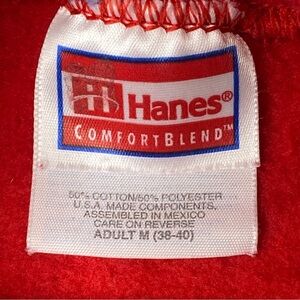 Hanes®
COMFORTBLEND™
50% COTTON/50% POLYESTER
U.S.A. MADE COMPONENTS,
ASSEMBLED IN MEXICO
CARE ON REVERSE
ADULT M (38-40)